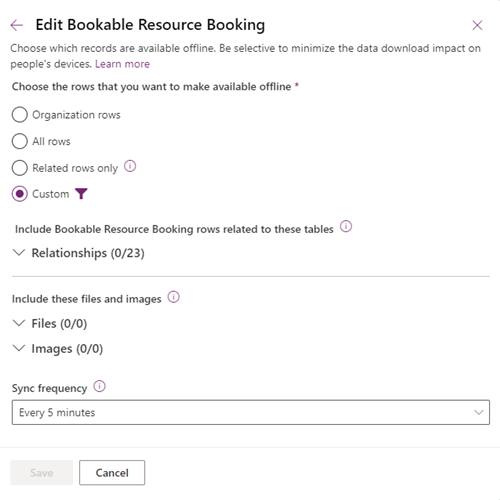 Edit Bookable Resource Booking
Choose which records are available offline. Be selective to minimize the data download impact on
people's devices. Learn more
Choose the rows that you want to make available offline *
Organization rows
All rows
Related rows only
Custom
Include Bookable Resource Booking rows related to these tables
Relationships (0/23)
Include these files and images
Files (0/0)
Images (0/0)
Sync frequency
Every 5 minutes
Save
Cancel